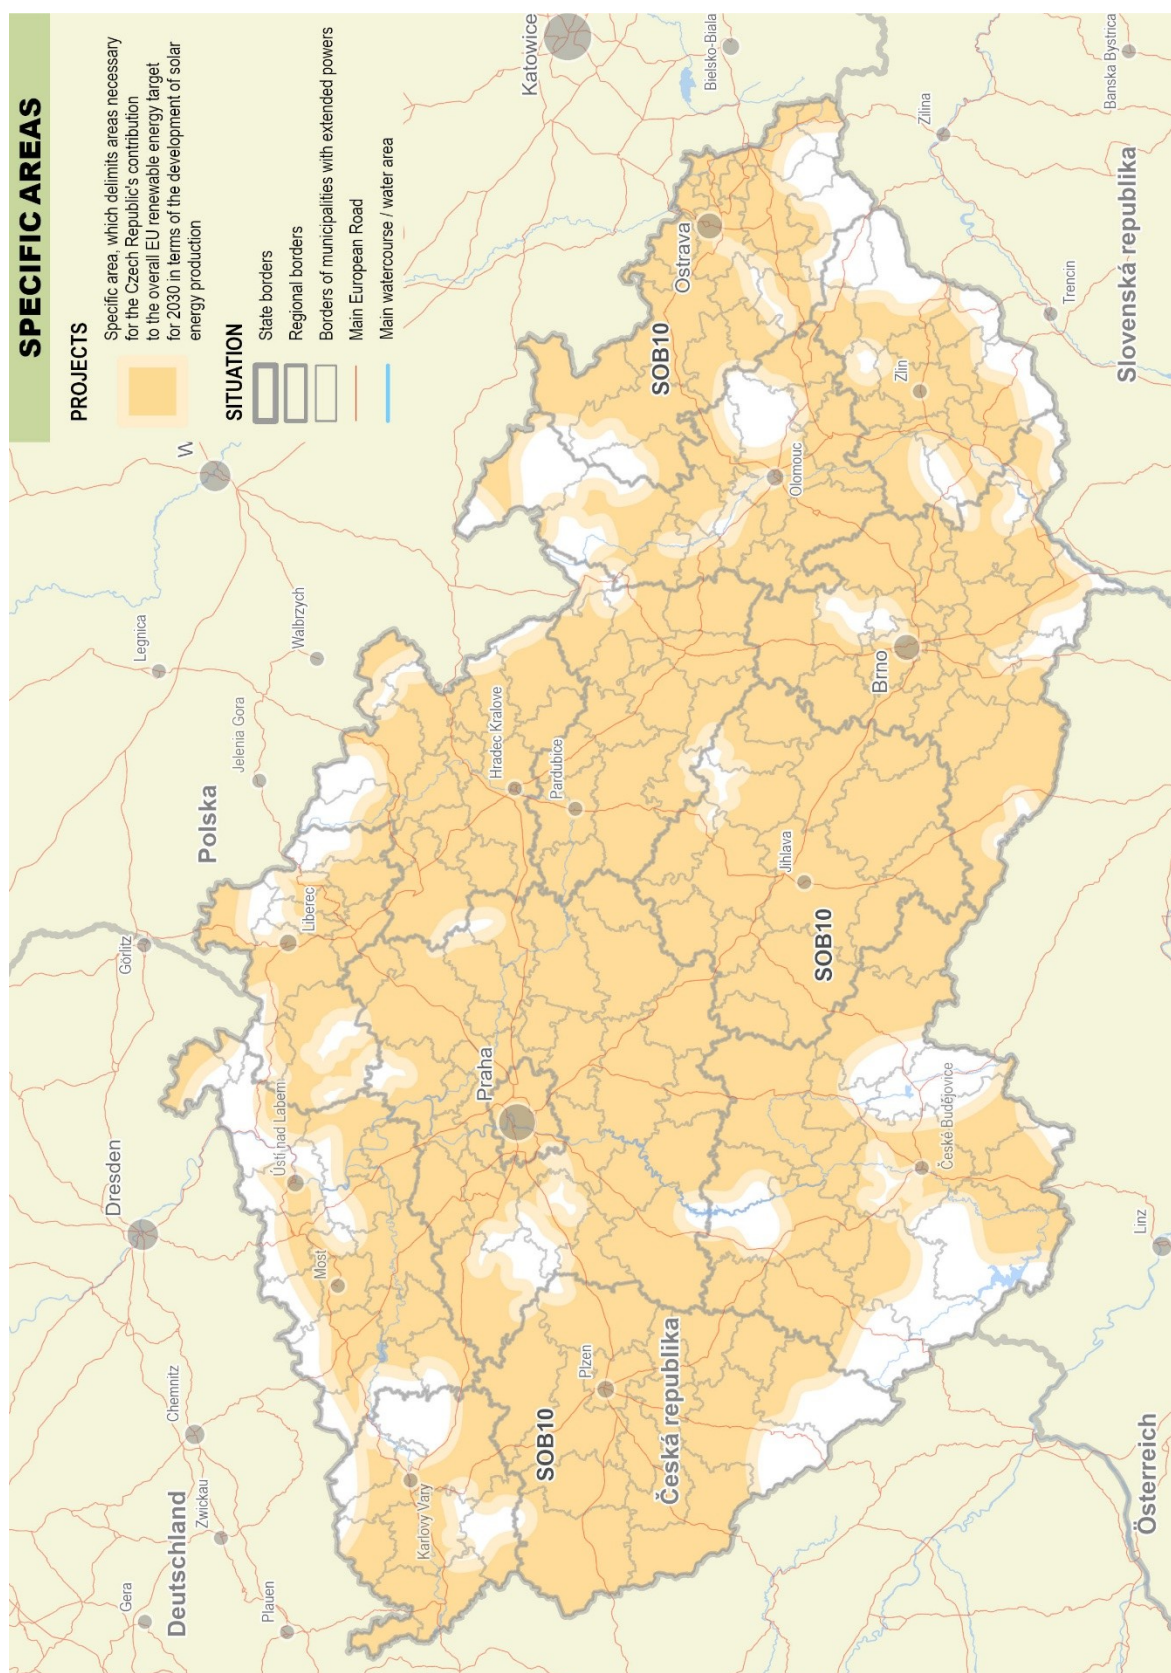 SPECIFIC AREAS
PROJECTS
Specific area, which delimits areas necessary
for the Czech Republic's contribution
to the overall EU renewable energy target
for 2030 in terms of the development of solar
energy production
SITUATION
State borders
Regional borders
Borders of municipalities with extended powers
Main European Road
Main watercourse / water area
W
Katowice
Bielsko-Biala
Banska Bystrica
Zilina
Trencin
Slovenská republika
Legnica
Walbrzych
Jelenia Gora
Polska
Görlitz
Dresden
Chemnitz
Zwickau
Gera
Plauen
Deutschland
Ostrava
SOB10
Zlin
Olomouc
Brno
Hradec Kralove
Pardubice
Liberec
Jihlava
SOB10
Praha
Ústí nad Labem
Most
České Budějovice
Karlovy Vary
Plzen
SOB10
Česká republika
Linz
Österreich